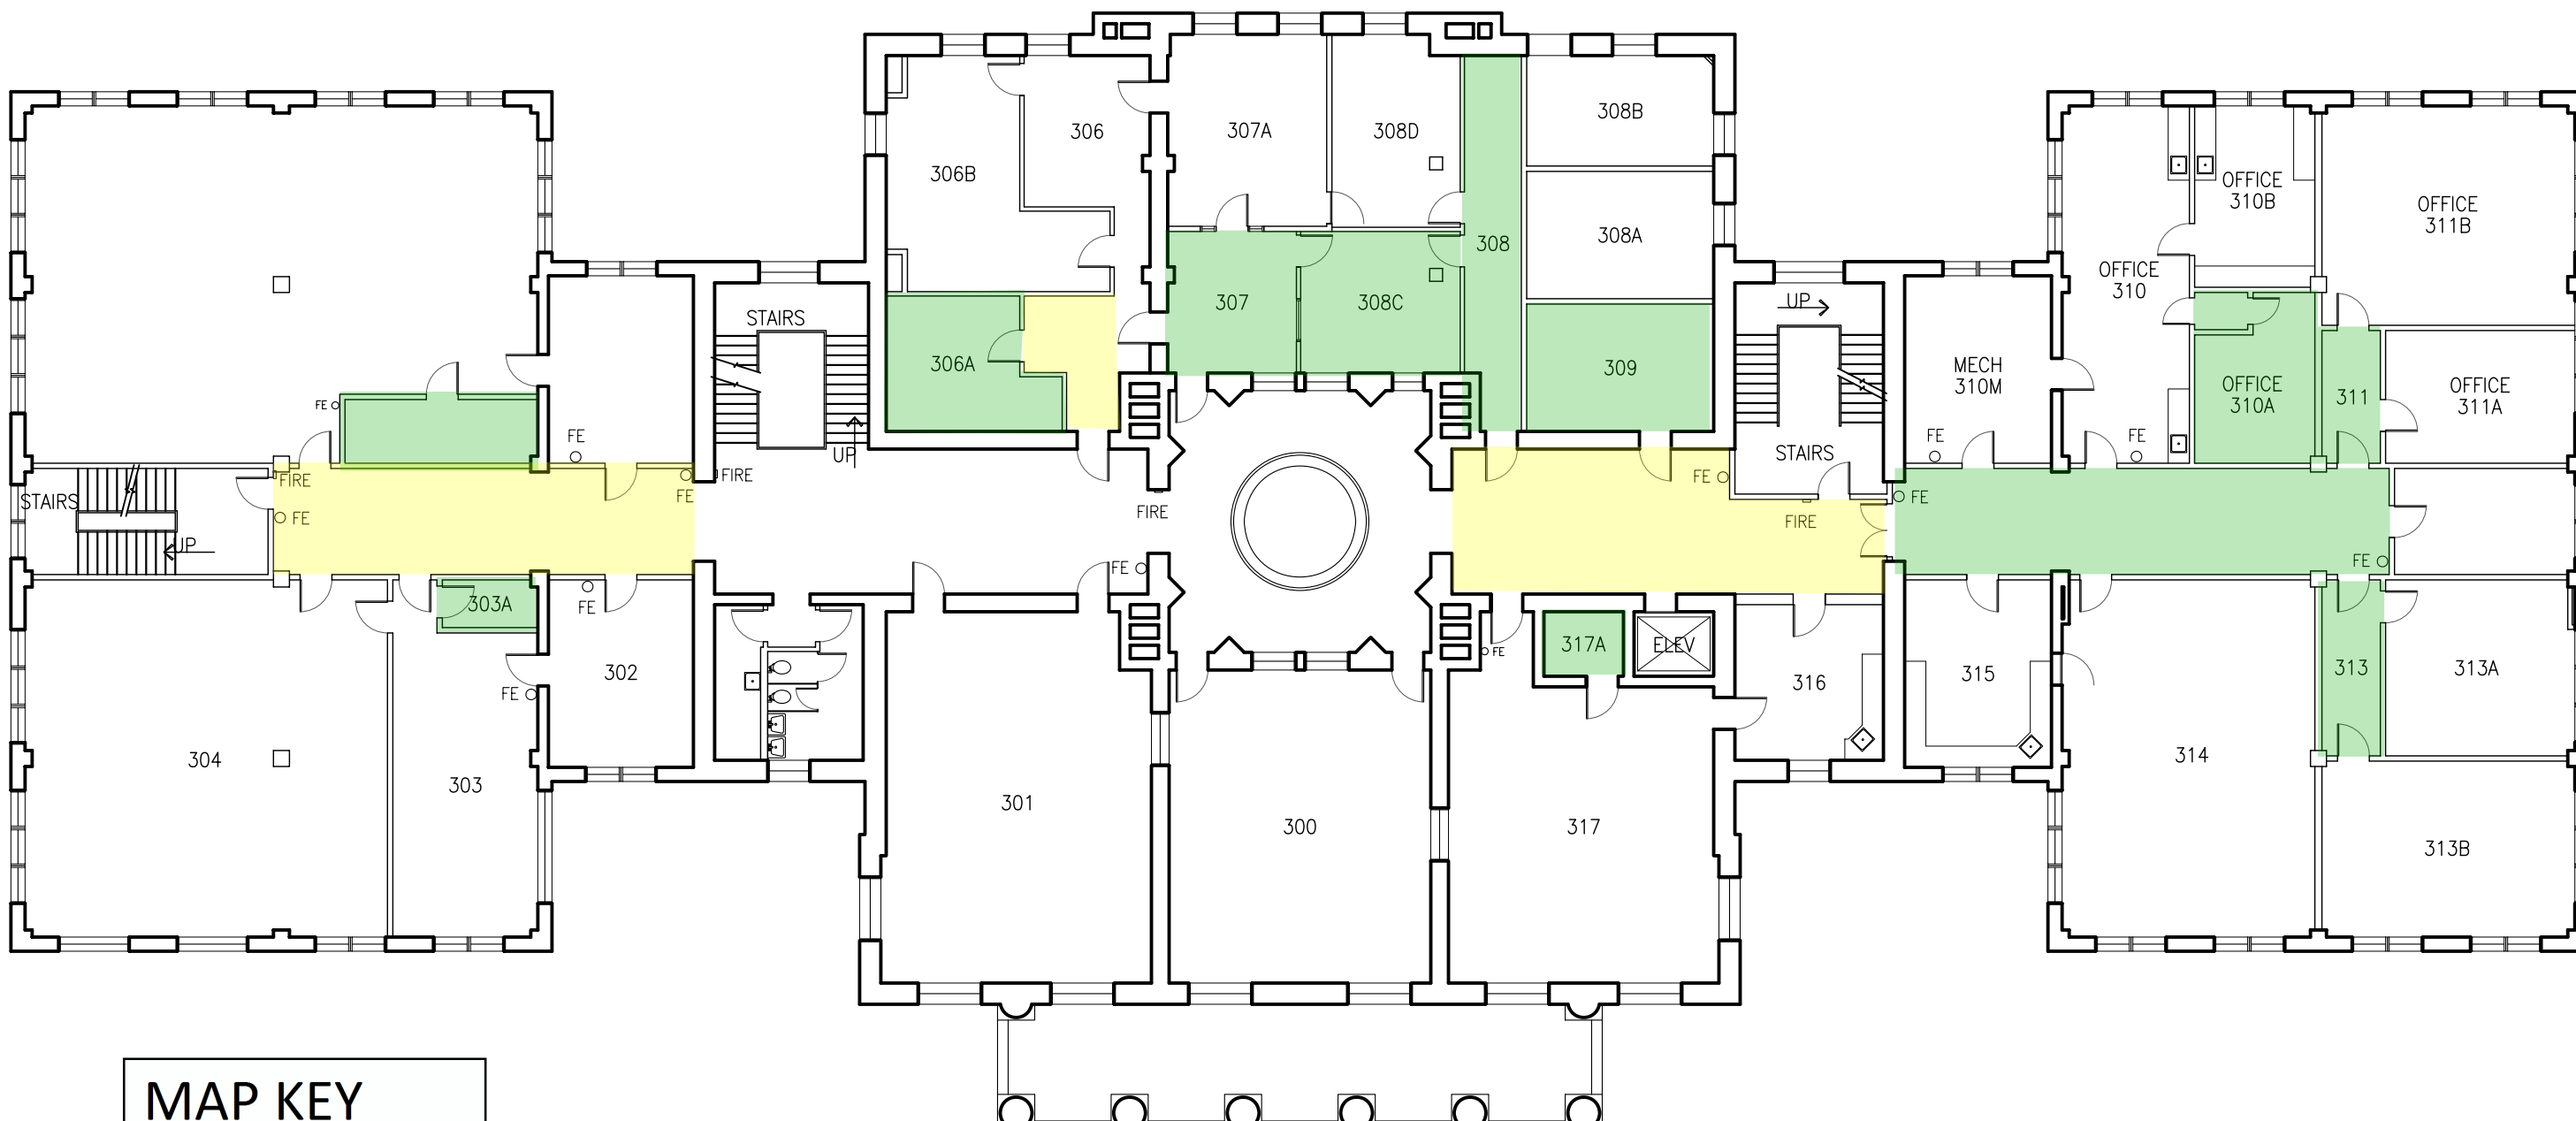 306
307A
308D
308B
306B
OFFICE
310B
OFFICE
311B
308A
308
OFFICE
310
307
308C
UP
STAIRS
306A
309
MECH
310M
OFFICE
310A
311
OFFICE
311A
FE
FE
UP
STAIRS
FE
FE
FIRE
STAIRS
FIRE
FE
FE
FE
FE
FIRE
FIRE
UP
FE
FE
303A
FE
302
FE
317A
ELEV
FE
316
315
313
313A
304
303
301
300
317
314
313B
MAP KEY